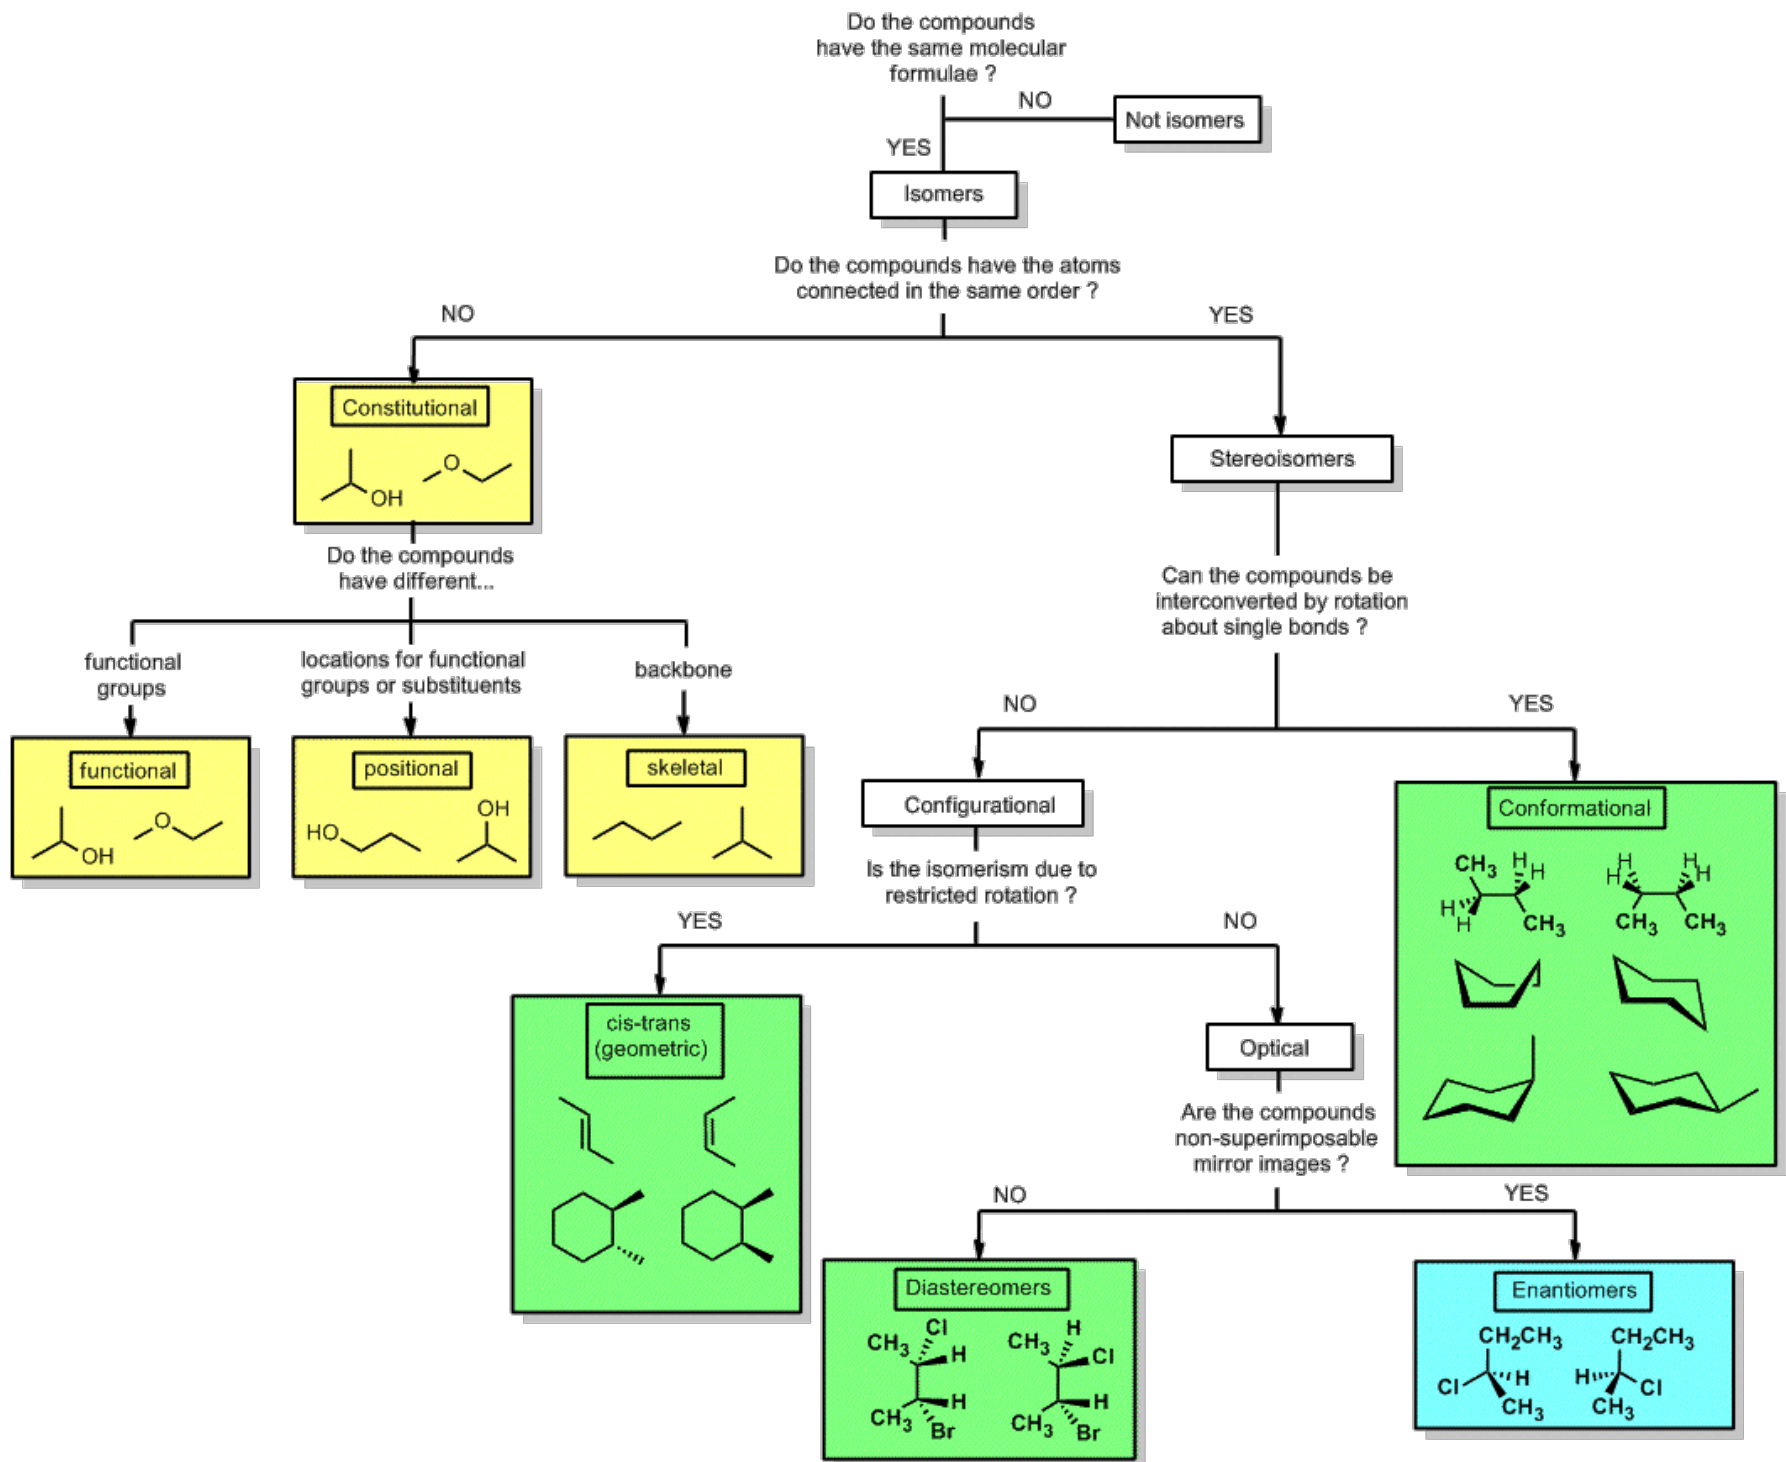 Do the compounds
have the same molecular
formulae ?
NO
Not isomers
YES
Isomers
Do the compounds have the atoms
connected in the same order ?
NO
YES
Constitutional
O
OH
Stereoisomers
Do the compounds
have different...
Can the compounds be
interconverted by rotation
about single bonds ?
functional
groups
locations for functional
groups or substituents
backbone
NO
YES
functional
O
OH
positional
OH
HO
skeletal
Configurational
Conformational
CH3 H H
H H CH3
H H H H
CH3 CH3
Is the isomerism due to
restricted rotation ?
YES
NO
cis-trans
(geometric)
Optical
Are the compounds
non-superimposable
mirror images ?
NO
YES
Diastereomers
Cl
CH3 H
H
CH3 Br
H
CH3 Cl
H
CH3 Br
Enantiomers
CH2CH3
Cl H
CH3
CH2CH3
H Cl
CH3